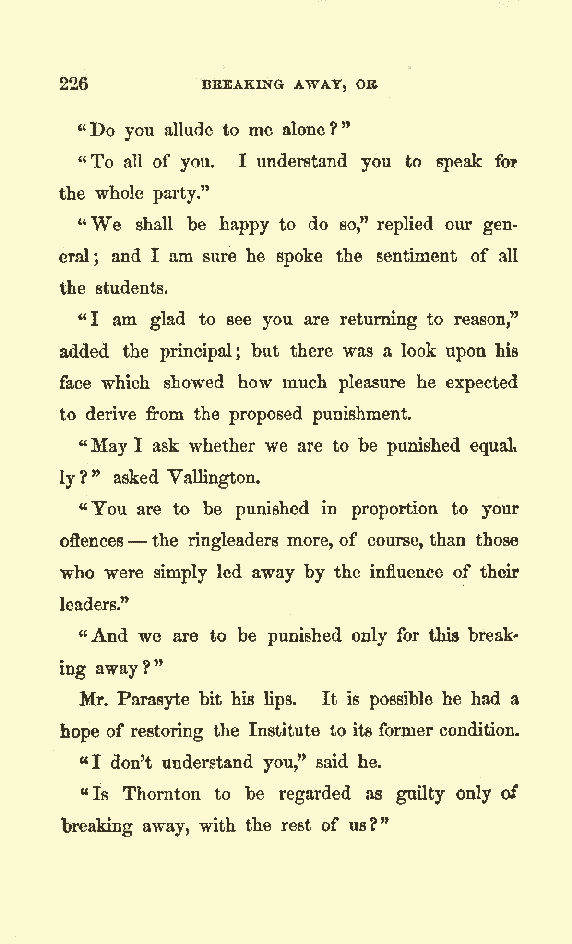 226 BREAKING AWAY, OR
"Do you allude to me alone?"
"To all of you. I understand you to speak for
the whole party."
"We shall be happy to do so," replied our gen-
eral; and I am sure he spoke the sentiment of all
the students.
"I am glad to see you are returning to reason,"
added the principal; but there was a look upon his
face which showed how much pleasure he expected
to derive from the proposed punishment.
"May I ask whether we are to be punished equal-
ly?" asked Vallington.
"You are to be punished in proportion to your
offences—the ringleaders more, of course, than those
who were simply led away by the influence of their
leaders."
"And we are to be punished only for this break-
ing away?"
Mr. Parasyte bit his lips. It is possible he had a
hope of restoring the Institute to its former condition.
"I don't understand you," said he.
"Is Thornton to be regarded as guilty only of
breaking away, with the rest of us?"